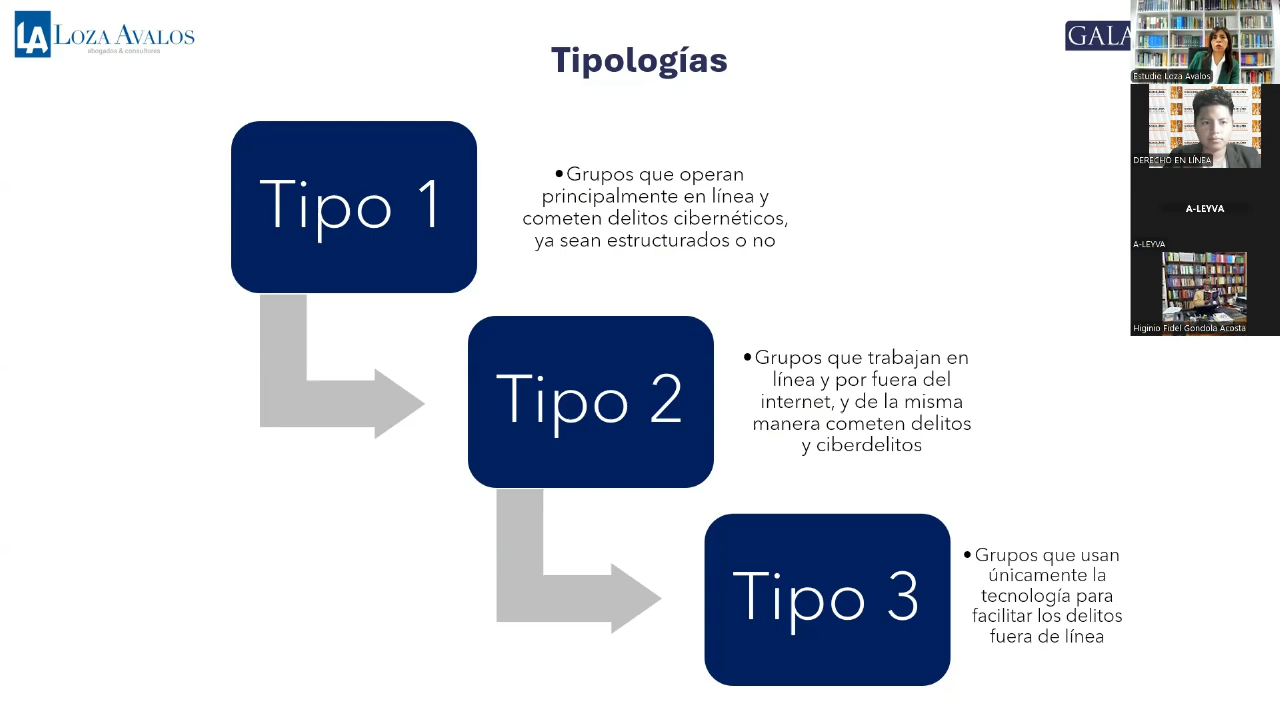 LA LOZA AVALOS
abogados & consultores
Tipologías
GALA
Tipo 1
•Grupos que operan
principalmente en línea y
cometen delitos cibernéticos,
ya sean estructurados o no
Tipo 2
•Grupos que trabajan en
línea y por fuera del
internet, y de la misma
manera cometen delitos
y ciberdelitos
Tipo 3
•Grupos que usan
únicamente la
tecnología para
facilitar los delitos
fuera de línea
Estudio Loza Avalos
DERECHO EN LÍNEA
A-LEYVA
A-LEYVA
Higinio Fidel Gondola Acosta